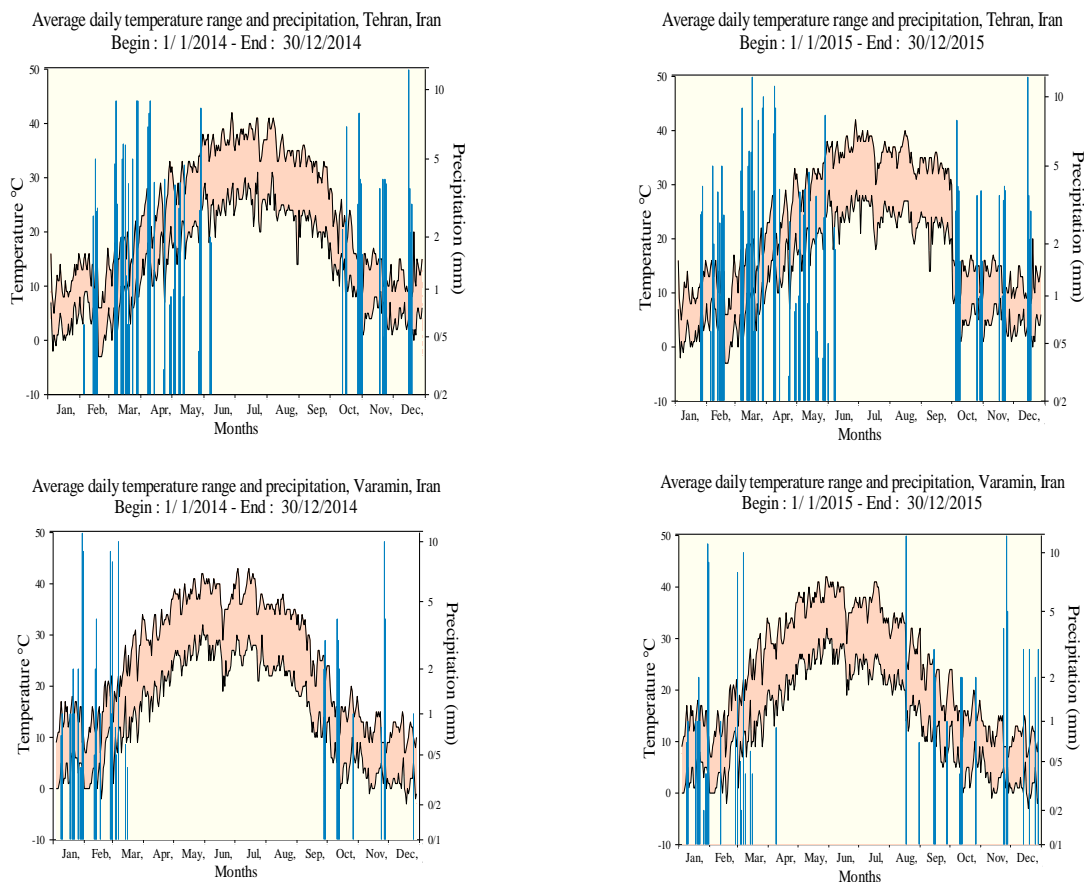 Average daily temperature range and precipitation, Tehran, Iran
Begin : 1/ 1/2014 - End : 30/12/2014
50
40
30
20
10
0
-10
Temperature °C
10
5
2
1
0/5
0/2
Precipitation (mm)
Jan, Feb, Mar, Apr, May, Jun, Jul, Aug, Sep, Oct, Nov, Dec,
Months
Average daily temperature range and precipitation, Tehran, Iran
Begin : 1/ 1/2015 - End : 30/12/2015
50
40
30
20
10
0
-10
Temperature °C
10
5
2
1
0/5
0/2
Precipitation (mm)
Jan, Feb, Mar, Apr, May, Jun, Jul, Aug, Sep, Oct, Nov, Dec,
Months
Average daily temperature range and precipitation, Varamin, Iran
Begin : 1/ 1/2014 - End : 30/12/2014
50
40
30
20
10
0
-10
Temperature °C
10
5
2
1
0/5
0/2
0/1
Precipitation (mm)
Jan, Feb, Mar, Apr, May, Jun, Jul, Aug, Sep, Oct, Nov, Dec,
Months
Average daily temperature range and precipitation, Varamin, Iran
Begin : 1/ 1/2015 - End : 30/12/2015
50
40
30
20
10
0
-10
Temperature °C
10
5
2
1
0/5
0/2
0/1
Precipitation (mm)
Jan, Feb, Mar, Apr, May, Jun, Jul, Aug, Sep, Oct, Nov, Dec,
Months